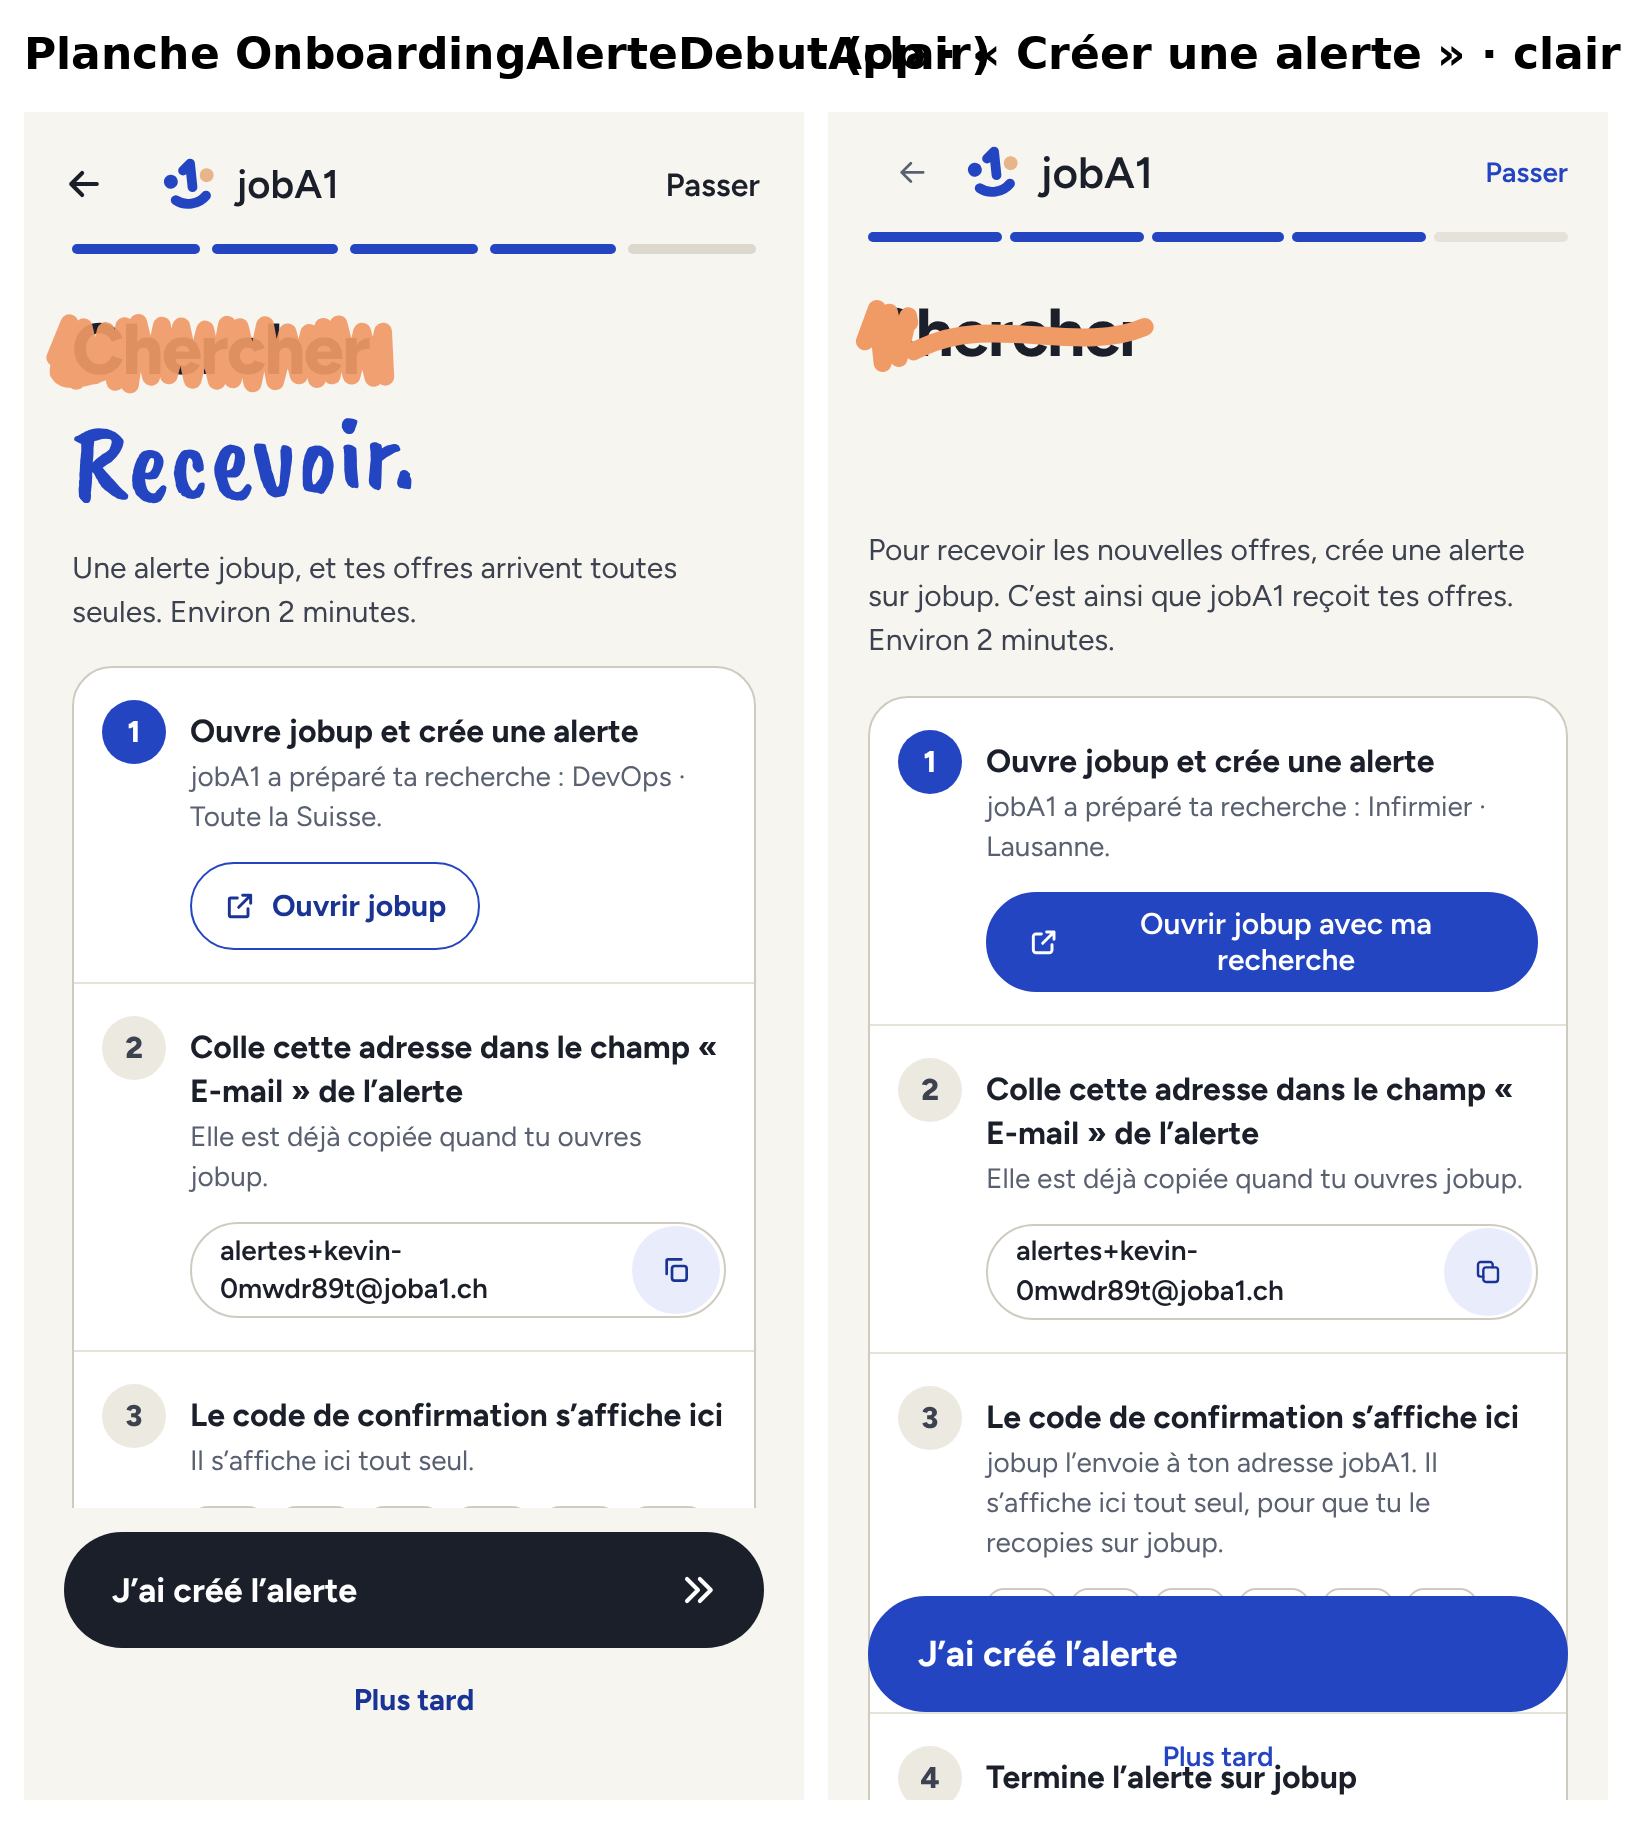 Planche OnboardingAlerteDebut (clair)
App · « Créer une alerte » · clair
jobA1
Passer
Chercher
Recevoir.
Une alerte jobup, et tes offres arrivent toutes
seules. Environ 2 minutes.
1
Ouvre jobup et crée une alerte
jobA1 a préparé ta recherche : DevOps ·
Toute la Suisse.
Ouvrir jobup
2
Colle cette adresse dans le champ «
E-mail » de l’alerte
Elle est déjà copiée quand tu ouvres
jobup.
alertes+kevin-
0mwdr89t@joba1.ch
3
Le code de confirmation s’affiche ici
Il s’affiche ici tout seul.
J’ai créé l’alerte
Plus tard
jobA1
Passer
Chercher
Pour recevoir les nouvelles offres, crée une alerte
sur jobup. C’est ainsi que jobA1 reçoit tes offres.
Environ 2 minutes.
1
Ouvre jobup et crée une alerte
jobA1 a préparé ta recherche : Infirmier ·
Lausanne.
Ouvrir jobup avec ma
recherche
2
Colle cette adresse dans le champ «
E-mail » de l’alerte
Elle est déjà copiée quand tu ouvres jobup.
alertes+kevin-
0mwdr89t@joba1.ch
3
Le code de confirmation s’affiche ici
jobup l’envoie à ton adresse jobA1. Il
s’affiche ici tout seul, pour que tu le
recopies sur jobup.
J’ai créé l’alerte
Plus tard
4
Termine l’alerte sur jobup